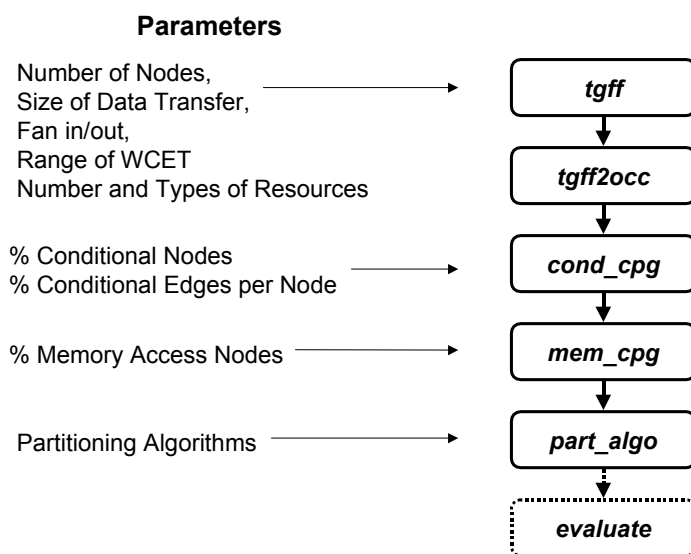 Parameters
Number of Nodes,
Size of Data Transfer,
Fan in/out,
Range of WCET
Number and Types of Resources
tgff
tgff2occ
% Conditional Nodes
% Conditional Edges per Node
cond_cpg
% Memory Access Nodes
mem_cpg
Partitioning Algorithms
part_algo
evaluate